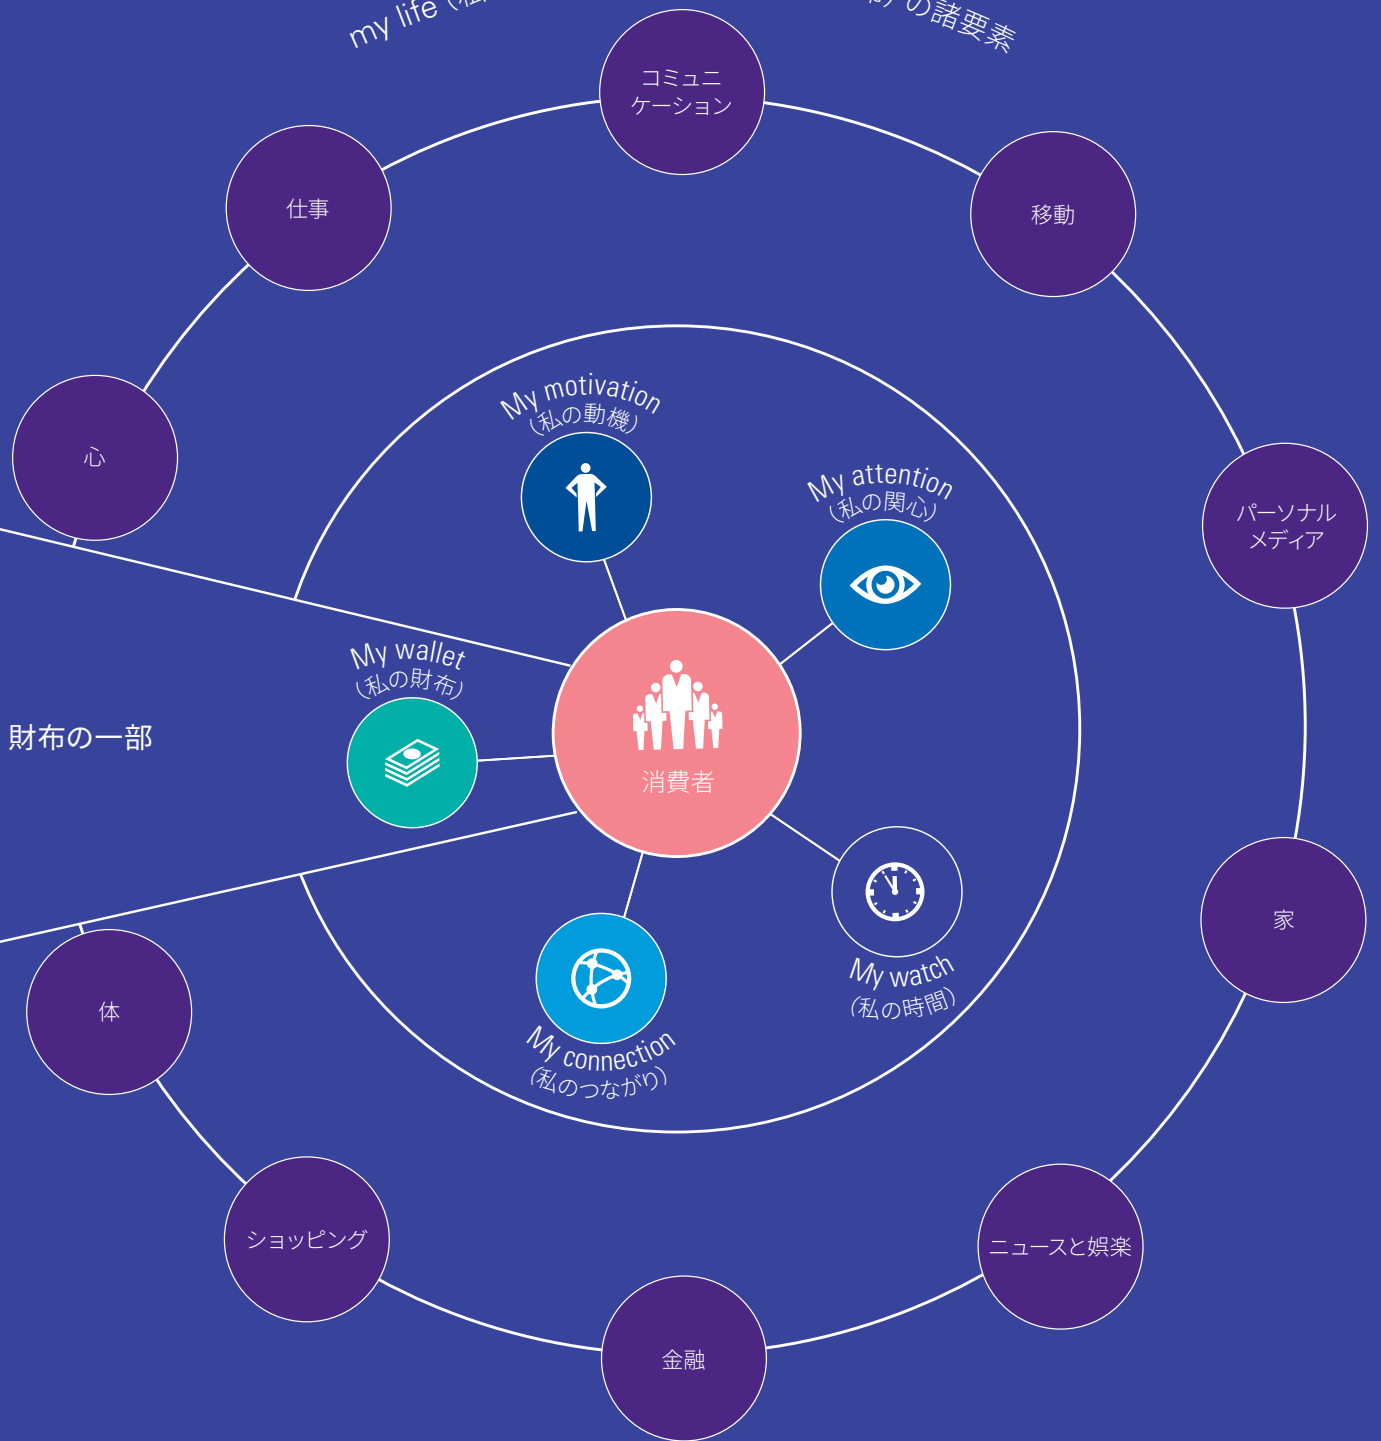 my life（私
の諸要素
コミュニ
ケーション
仕事
移動
心
My motivation
（私の動機）
My attention
（私の関心）
パーソナル
メディア
My wallet
（私の財布）
財布の一部
消費者
家
My watch
（私の時間）
体
My connection
（私のつながり）
ショッピング
ニュースと娯楽
金融